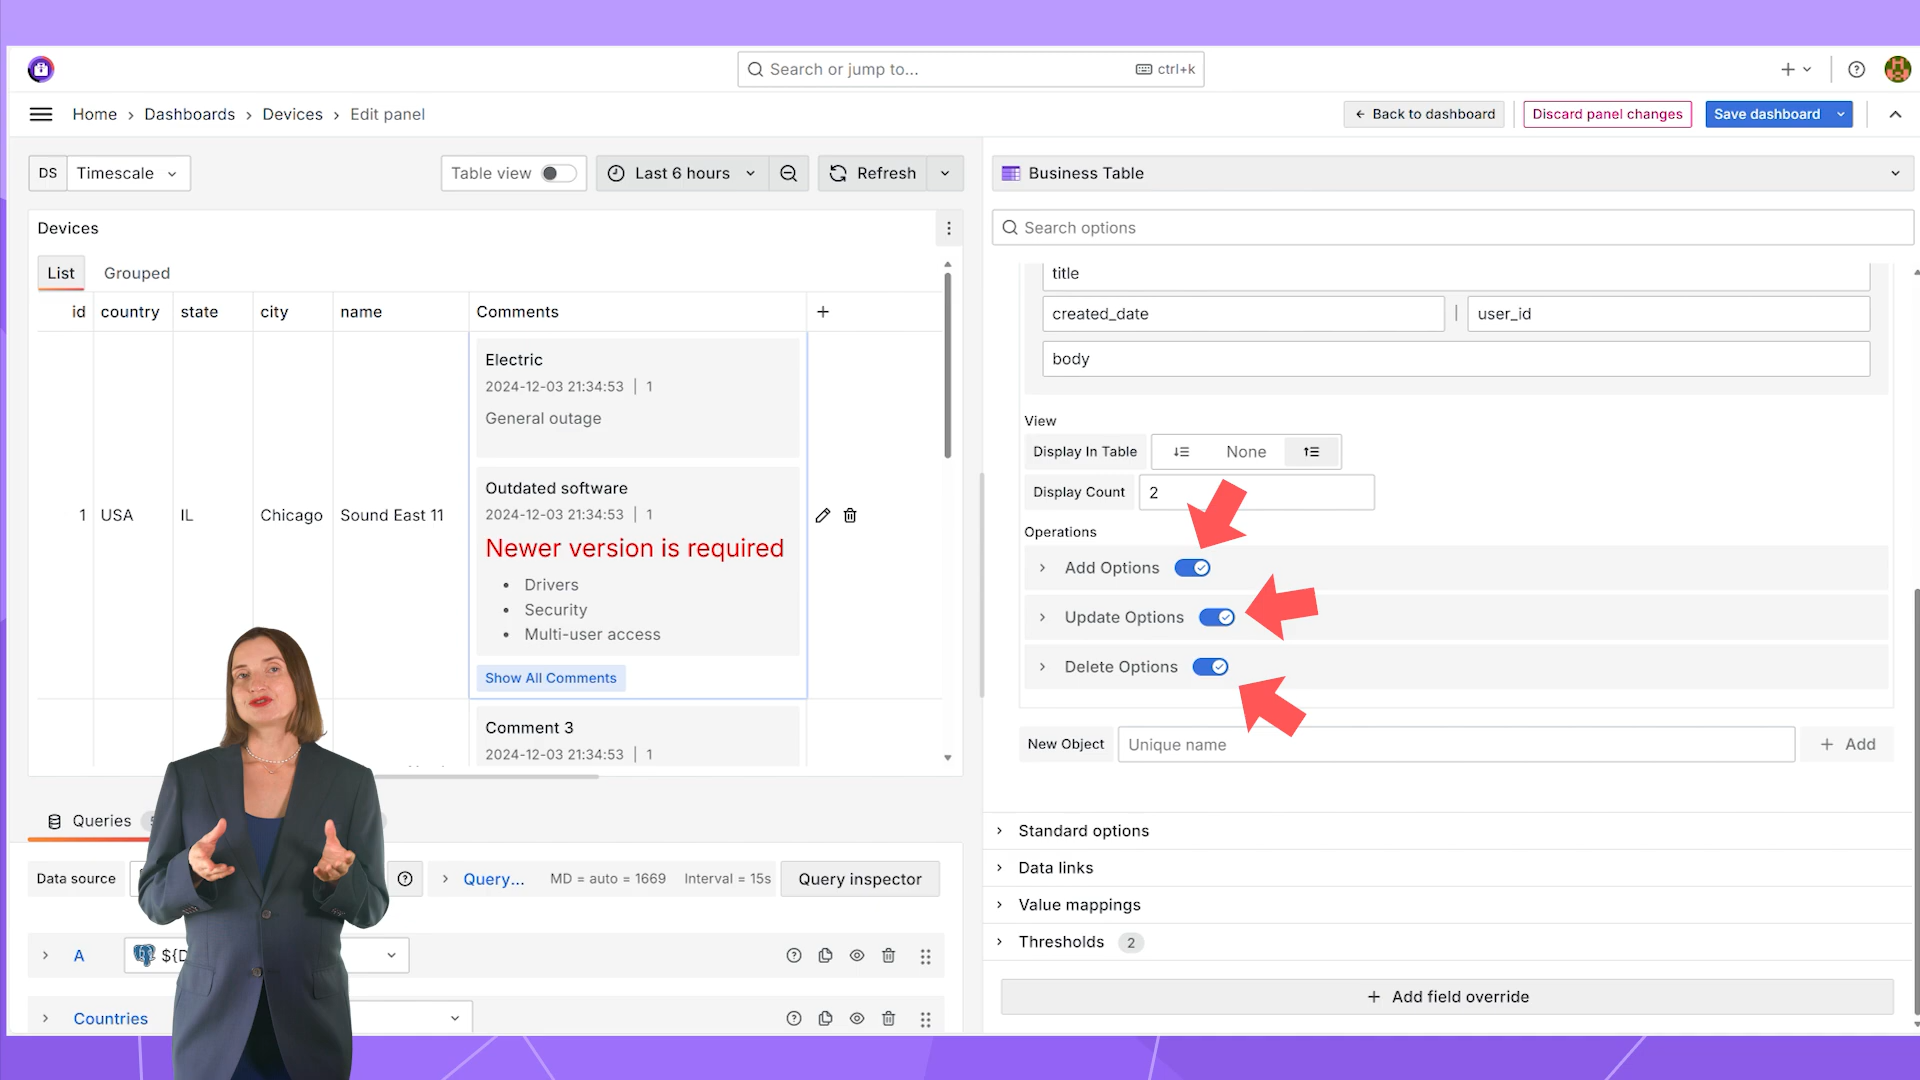 Search or jump to...
ctrl+k
Home › Dashboards › Devices › Edit panel
Back to dashboard
Discard panel changes
Save dashboard
DS
Timescale
Table view
Last 6 hours
Refresh
Devices
List
Grouped
id country state city name Comments +
Electric
2024-12-03 21:34:53 | 1
General outage
Outdated software
2024-12-03 21:34:53 | 1
Newer version is required
• Drivers
• Security
• Multi-user access
Show All Comments
1 USA IL Chicago Sound East 11
Comment 3
2024-12-03 21:34:53 | 1
Queries
Data source
Query...
MD = auto = 1669
Interval = 15s
Query inspector
A
${D
Countries
Business Table
Search options
title
created_date | user_id
body
View
Display In Table
None
Display Count
2
Operations
Add Options
Update Options
Delete Options
New Object
Unique name
+ Add
Standard options
Data links
Value mappings
Thresholds 2
+ Add field override